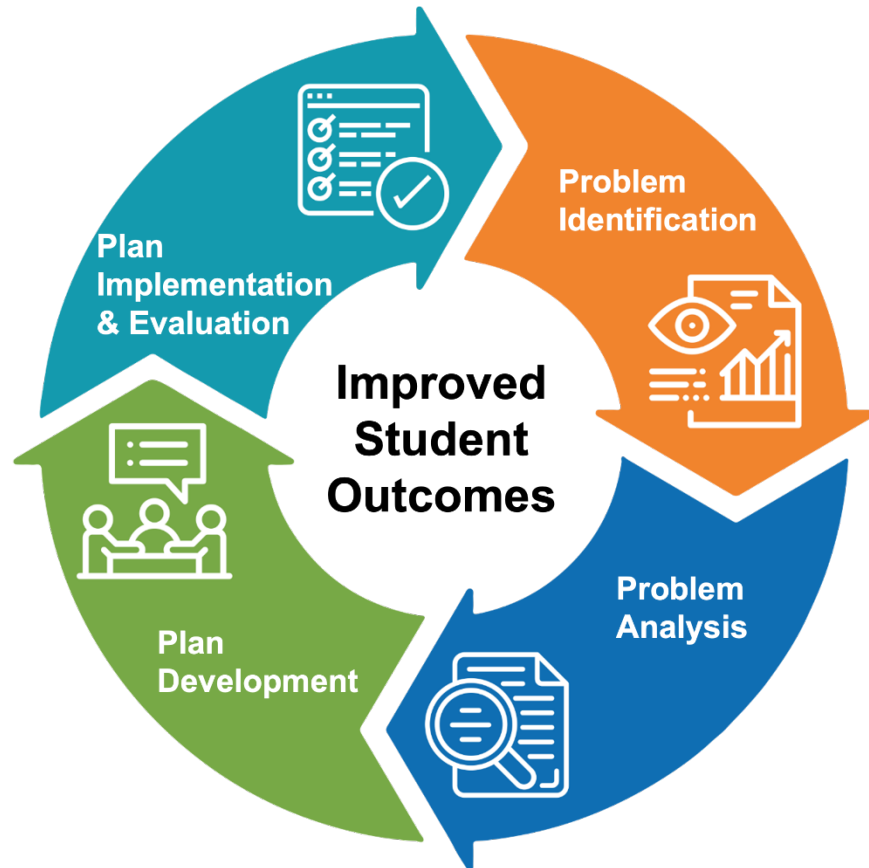 Problem
Identification
Problem
Analysis
Plan
Development
Plan
Implementation
& Evaluation
Improved
Student
Outcomes